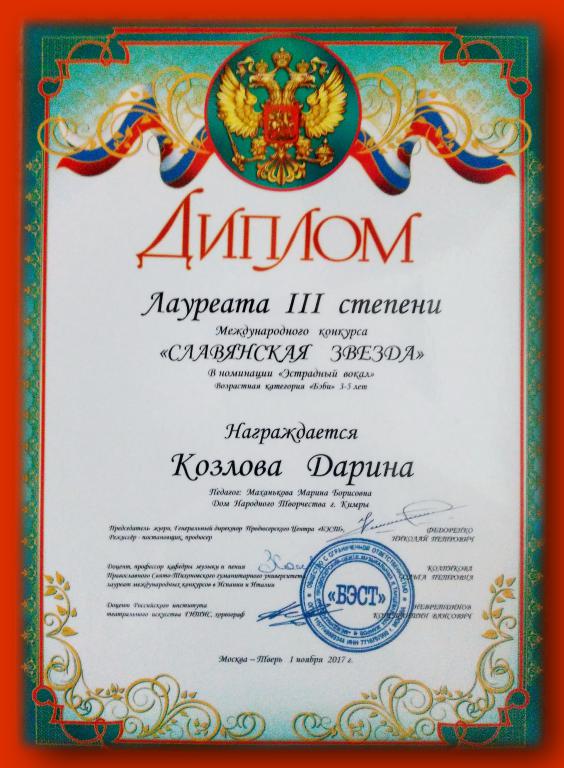 ДИПЛОМ
Лауреата III степени
Международного конкурса
«СЛАВЯНСКАЯ ЗВЕЗДА»
В номинации «Эстрадный вокал»
Возрастная категория «Бэби» 3-5 лет
Награждается
Козлова Дарина
Педагог: Маханькова Марина Борисовна
Дом Народного Творчества г. Кимры
Председатель жюри, Генеральный директор Продюсерского Центра «БЭСТ», ФЕДОРЕНКО
Режиссёр - постановщик, продюсер НИКОЛАЙ ПЕТРОВИЧ
Доцент, профессор кафедры музыки и пения
Православного Свято-Тихоновского гуманитарного университета ПЕТРОВНА
лауреат международных конкурсов в Испании и Италии
Доцент Российского института
театрального искусства ГИТИС, хореограф
«БЭСТ»
Москва – Тверь 1 ноября 2017 г.